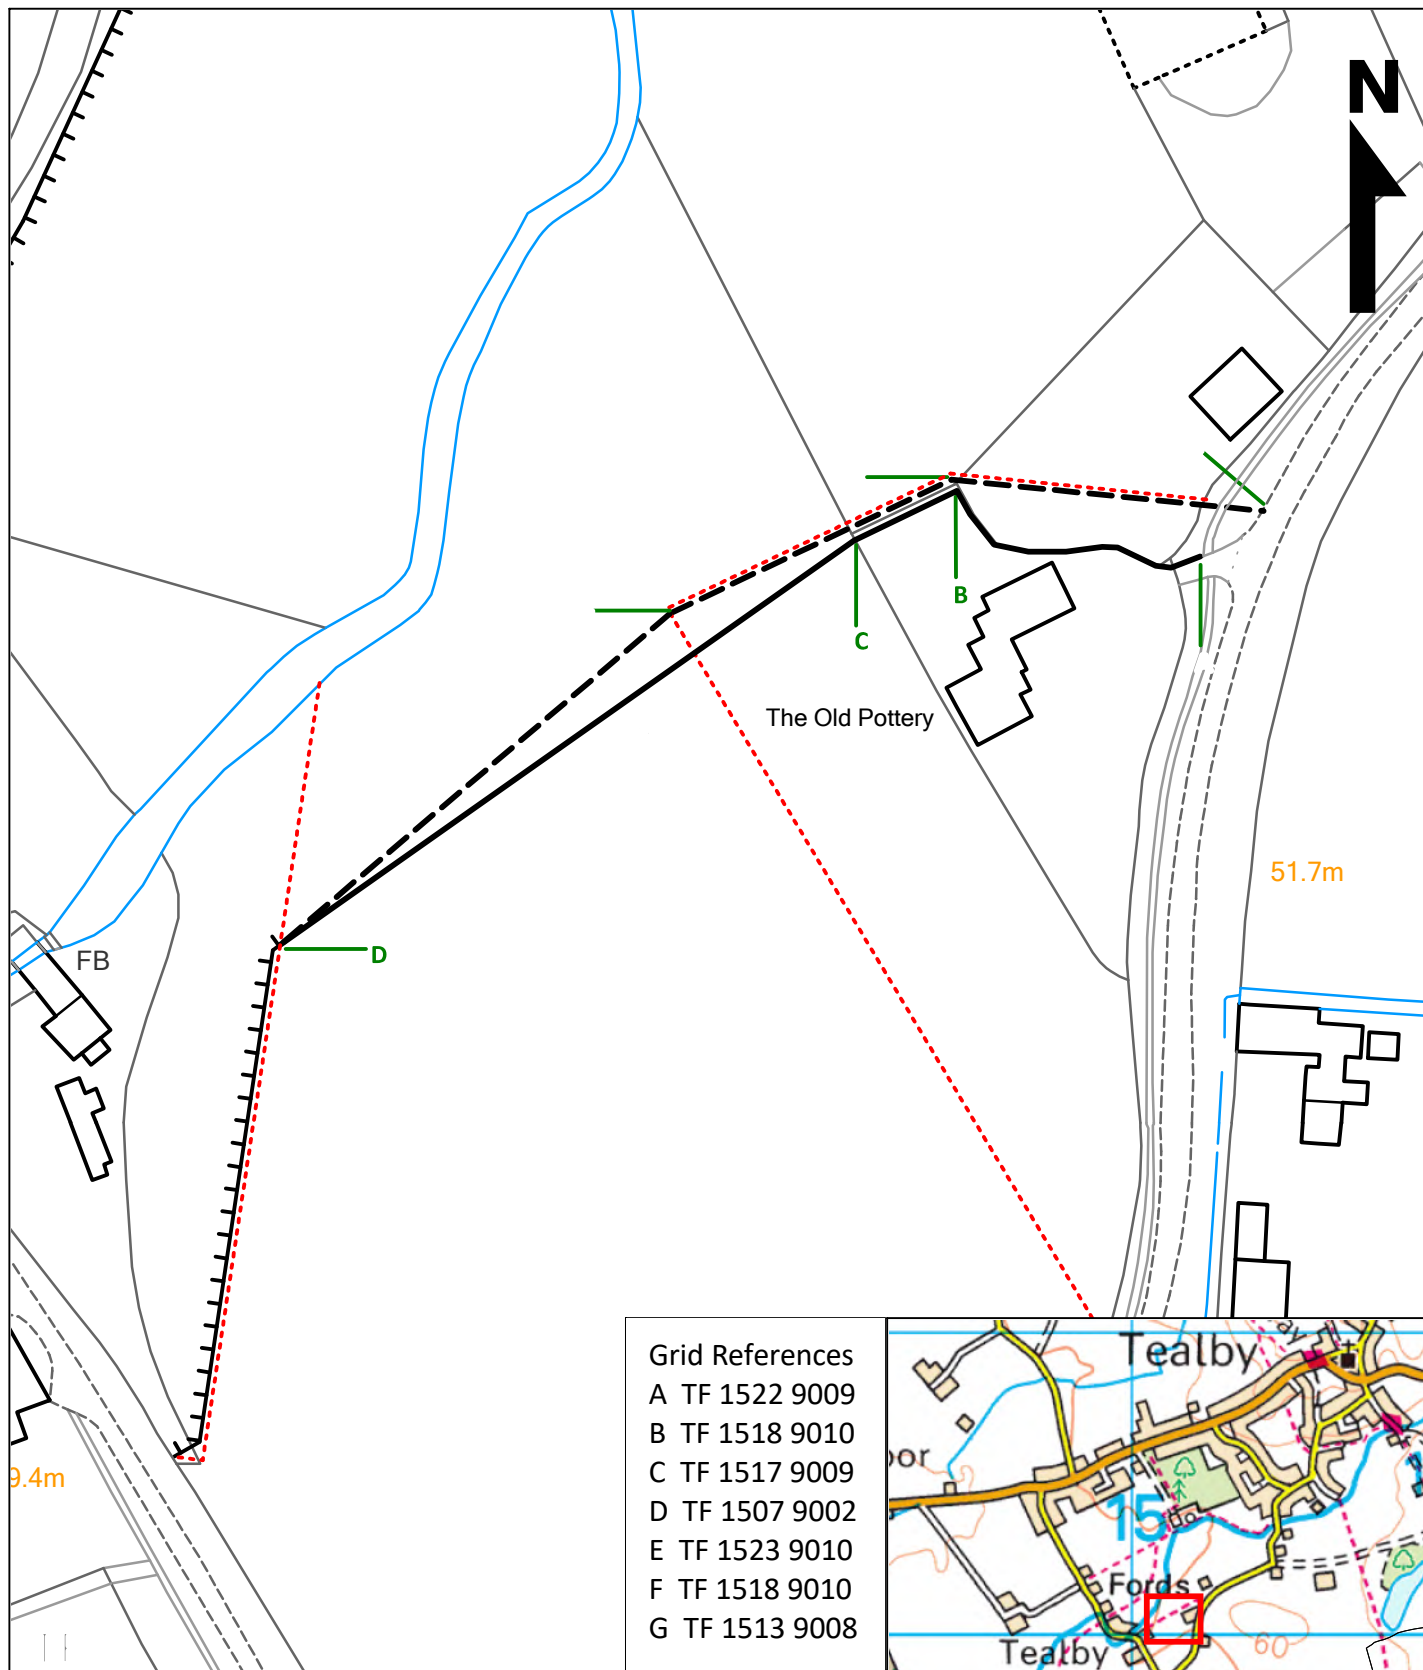 N
B
C
The Old Pottery
51.7m
D
FB
9.4m
Grid References
A TF 1522 9009
B TF 1518 9010
C TF 1517 9009
D TF 1507 9002
E TF 1523 9010
F TF 1518 9010
G TF 1513 9008
Tealby
oor
15
Fords
60
Tealby